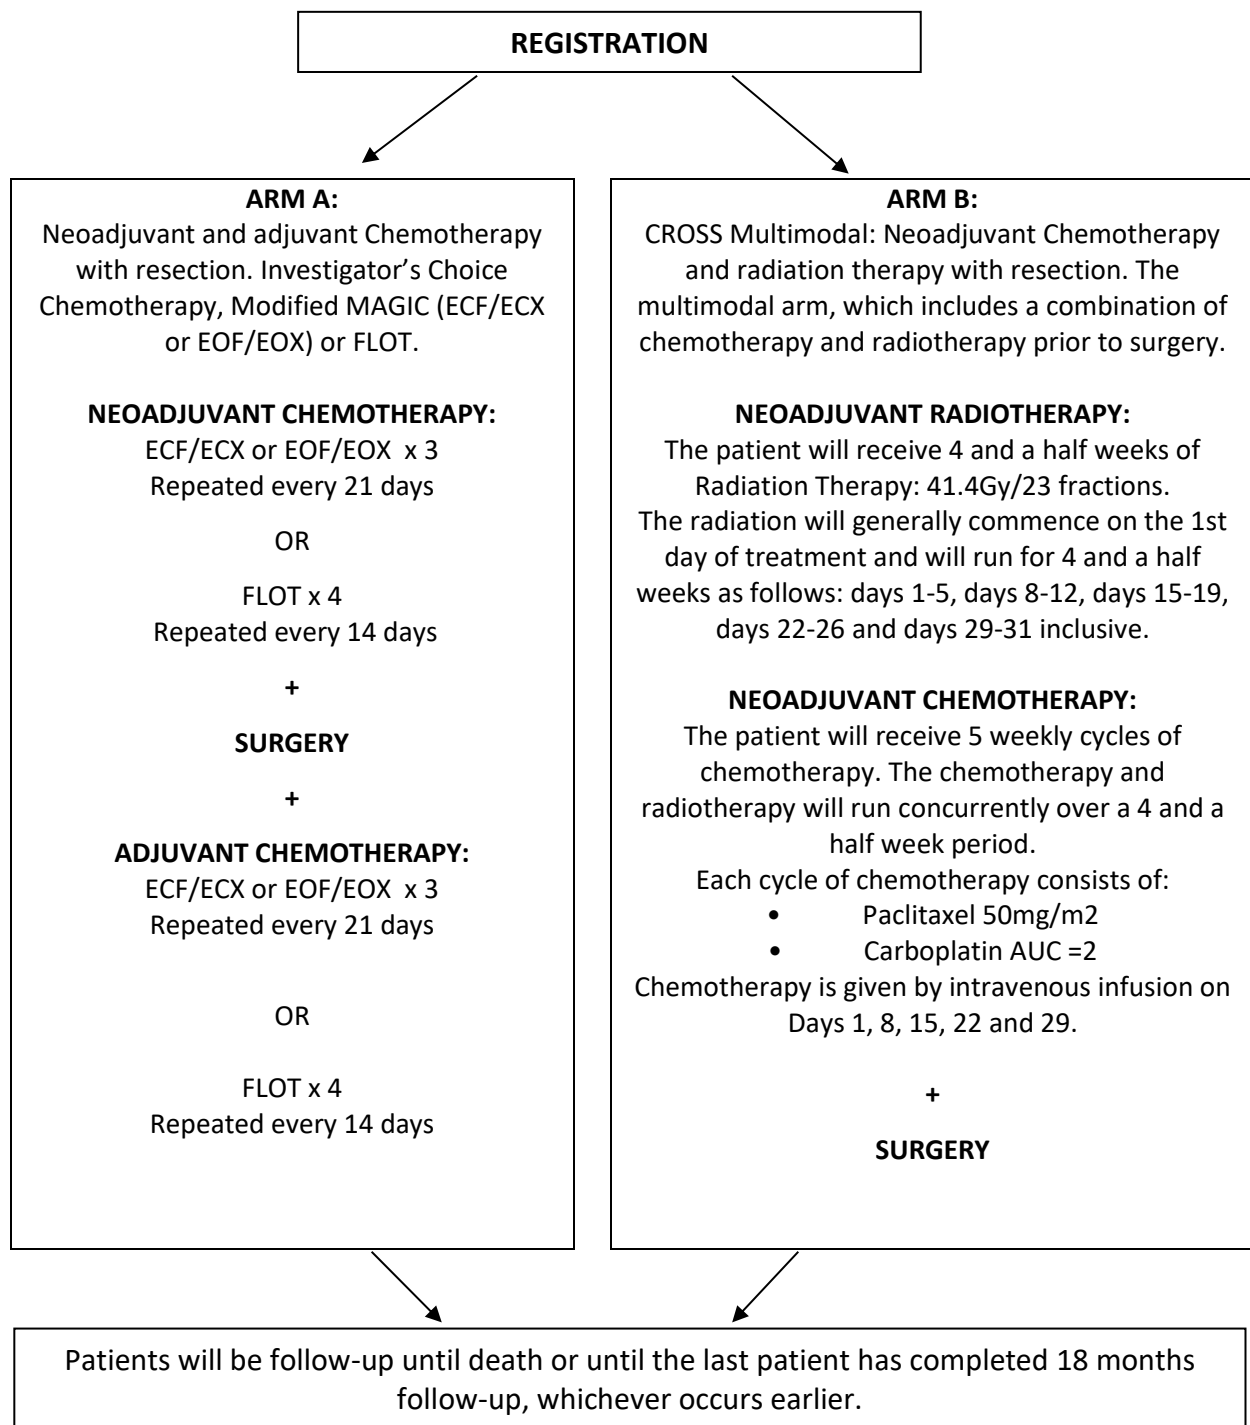 REGISTRATION
ARM A:
Neoadjuvant and adjuvant Chemotherapy
with resection. Investigator’s Choice
Chemotherapy, Modified MAGIC (ECF/ECX
or EOF/EOX) or FLOT.
NEOADJUVANT CHEMOTHERAPY:
ECF/ECX or EOF/EOX x 3
Repeated every 21 days
OR
FLOT x 4
Repeated every 14 days
+
SURGERY
+
ADJUVANT CHEMOTHERAPY:
ECF/ECX or EOF/EOX x 3
Repeated every 21 days
OR
FLOT x 4
Repeated every 14 days
ARM B:
CROSS Multimodal: Neoadjuvant Chemotherapy
and radiation therapy with resection. The
multimodal arm, which includes a combination of
chemotherapy and radiotherapy prior to surgery.
NEOADJUVANT RADIOTHERAPY:
The patient will receive 4 and a half weeks of
Radiation Therapy: 41.4Gy/23 fractions.
The radiation will generally commence on the 1st
day of treatment and will run for 4 and a half
weeks as follows: days 1-5, days 8-12, days 15-19,
days 22-26 and days 29-31 inclusive.
NEOADJUVANT CHEMOTHERAPY:
The patient will receive 5 weekly cycles of
chemotherapy. The chemotherapy and
radiotherapy will run concurrently over a 4 and a
half week period.
Each cycle of chemotherapy consists of:
• Paclitaxel 50mg/m2
• Carboplatin AUC =2
Chemotherapy is given by intravenous infusion on
Days 1, 8, 15, 22 and 29.
+
SURGERY
Patients will be follow-up until death or until the last patient has completed 18 months
follow-up, whichever occurs earlier.